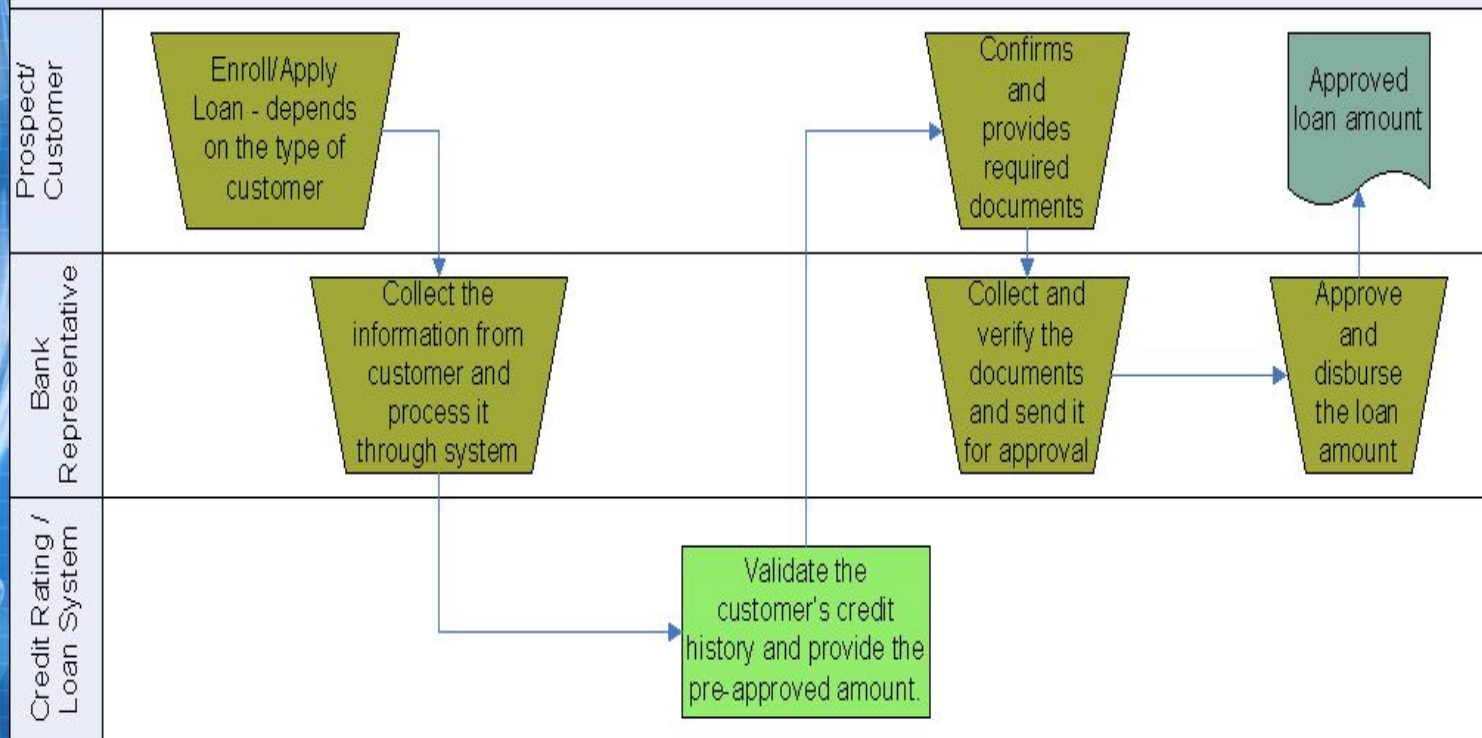 Prospect/
Customer
Enroll/Apply
Loan - depends
on the type of
customer
Confirms
and
provides
required
documents
Approved
loan amount
Bank
Representative
Collect the
information from
customer and
process it
through system
Collect and
verify the
documents
and send it
for approval
Approve
and
disburse
the loan
amount
Credit Rating /
Loan System
Validate the
customer's credit
history and provide the
pre-approved amount.